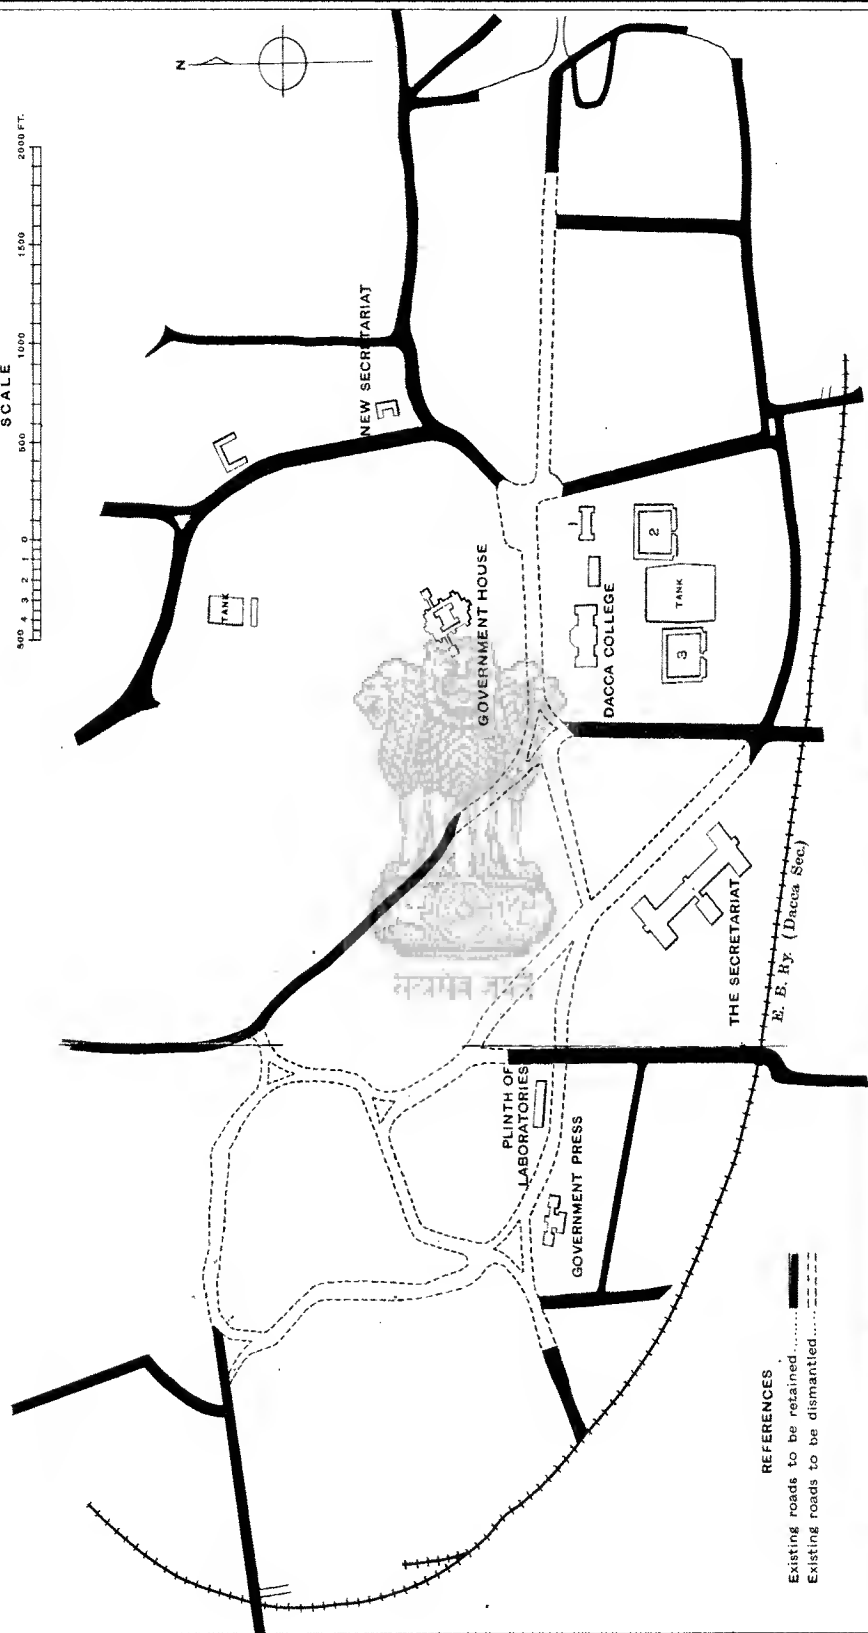 SCALE
500 4 3 2 1 0 500 1000 1500 2000 FT.
N
TANK
NEW SECRETARIAT
GOVERNMENT HOUSE
DACCA COLLEGE
2
TANK
3
THE SECRETARIAT
E. B. Ry. (Dacca Sec.)
PLINTH OF
LABORATORIES
GOVERNMENT PRESS
REFERENCES
Existing roads to be retained........
Existing roads to be dismantled....